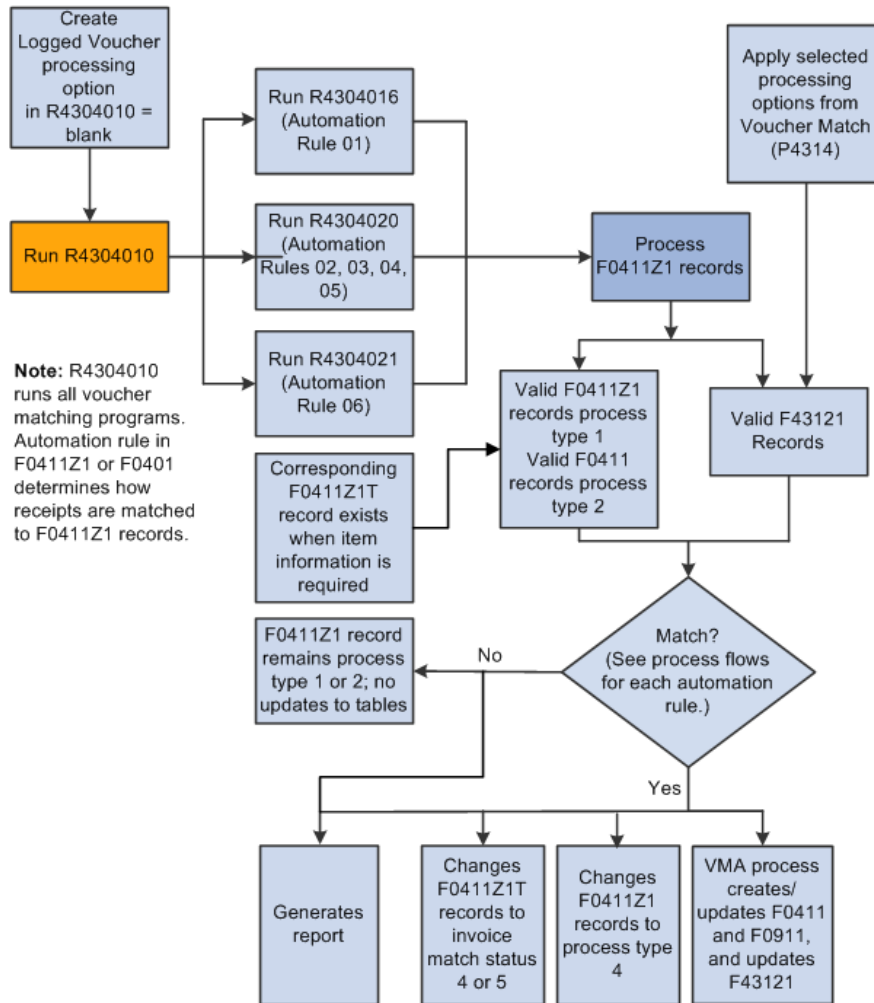 Create
Logged Voucher
processing
option
in R4304010 =
blank
Run R4304016
(Automation
Rule 01)
Apply selected
processing
options from
Voucher Match
(P4314)
Run R4304010
Run R4304020
(Automation
Rules 02, 03, 04,
05)
Process
F0411Z1 records
Run R4304021
(Automation
Rule 06)
Note: R4304010
runs all voucher
matching programs.
Automation rule in
F0411Z1 or F0401
determines how
receipts are matched
to F0411Z1 records.
Valid F0411Z1
records process
type 1
Valid F0411
records process
type 2
Valid F43121
Records
Corresponding
F0411Z1T
record exists
when item
information is
required
F0411Z1 record
remains process
type 1 or 2; no
updates to tables
No
Match?
(See process flows
for each automation
rule.)
Yes
Generates
report
Changes
F0411Z1T
records to
invoice
match status
4 or 5
Changes
F0411Z1
records to
process type
4
VMA process
creates/
updates F0411
and F0911,
and updates
F43121